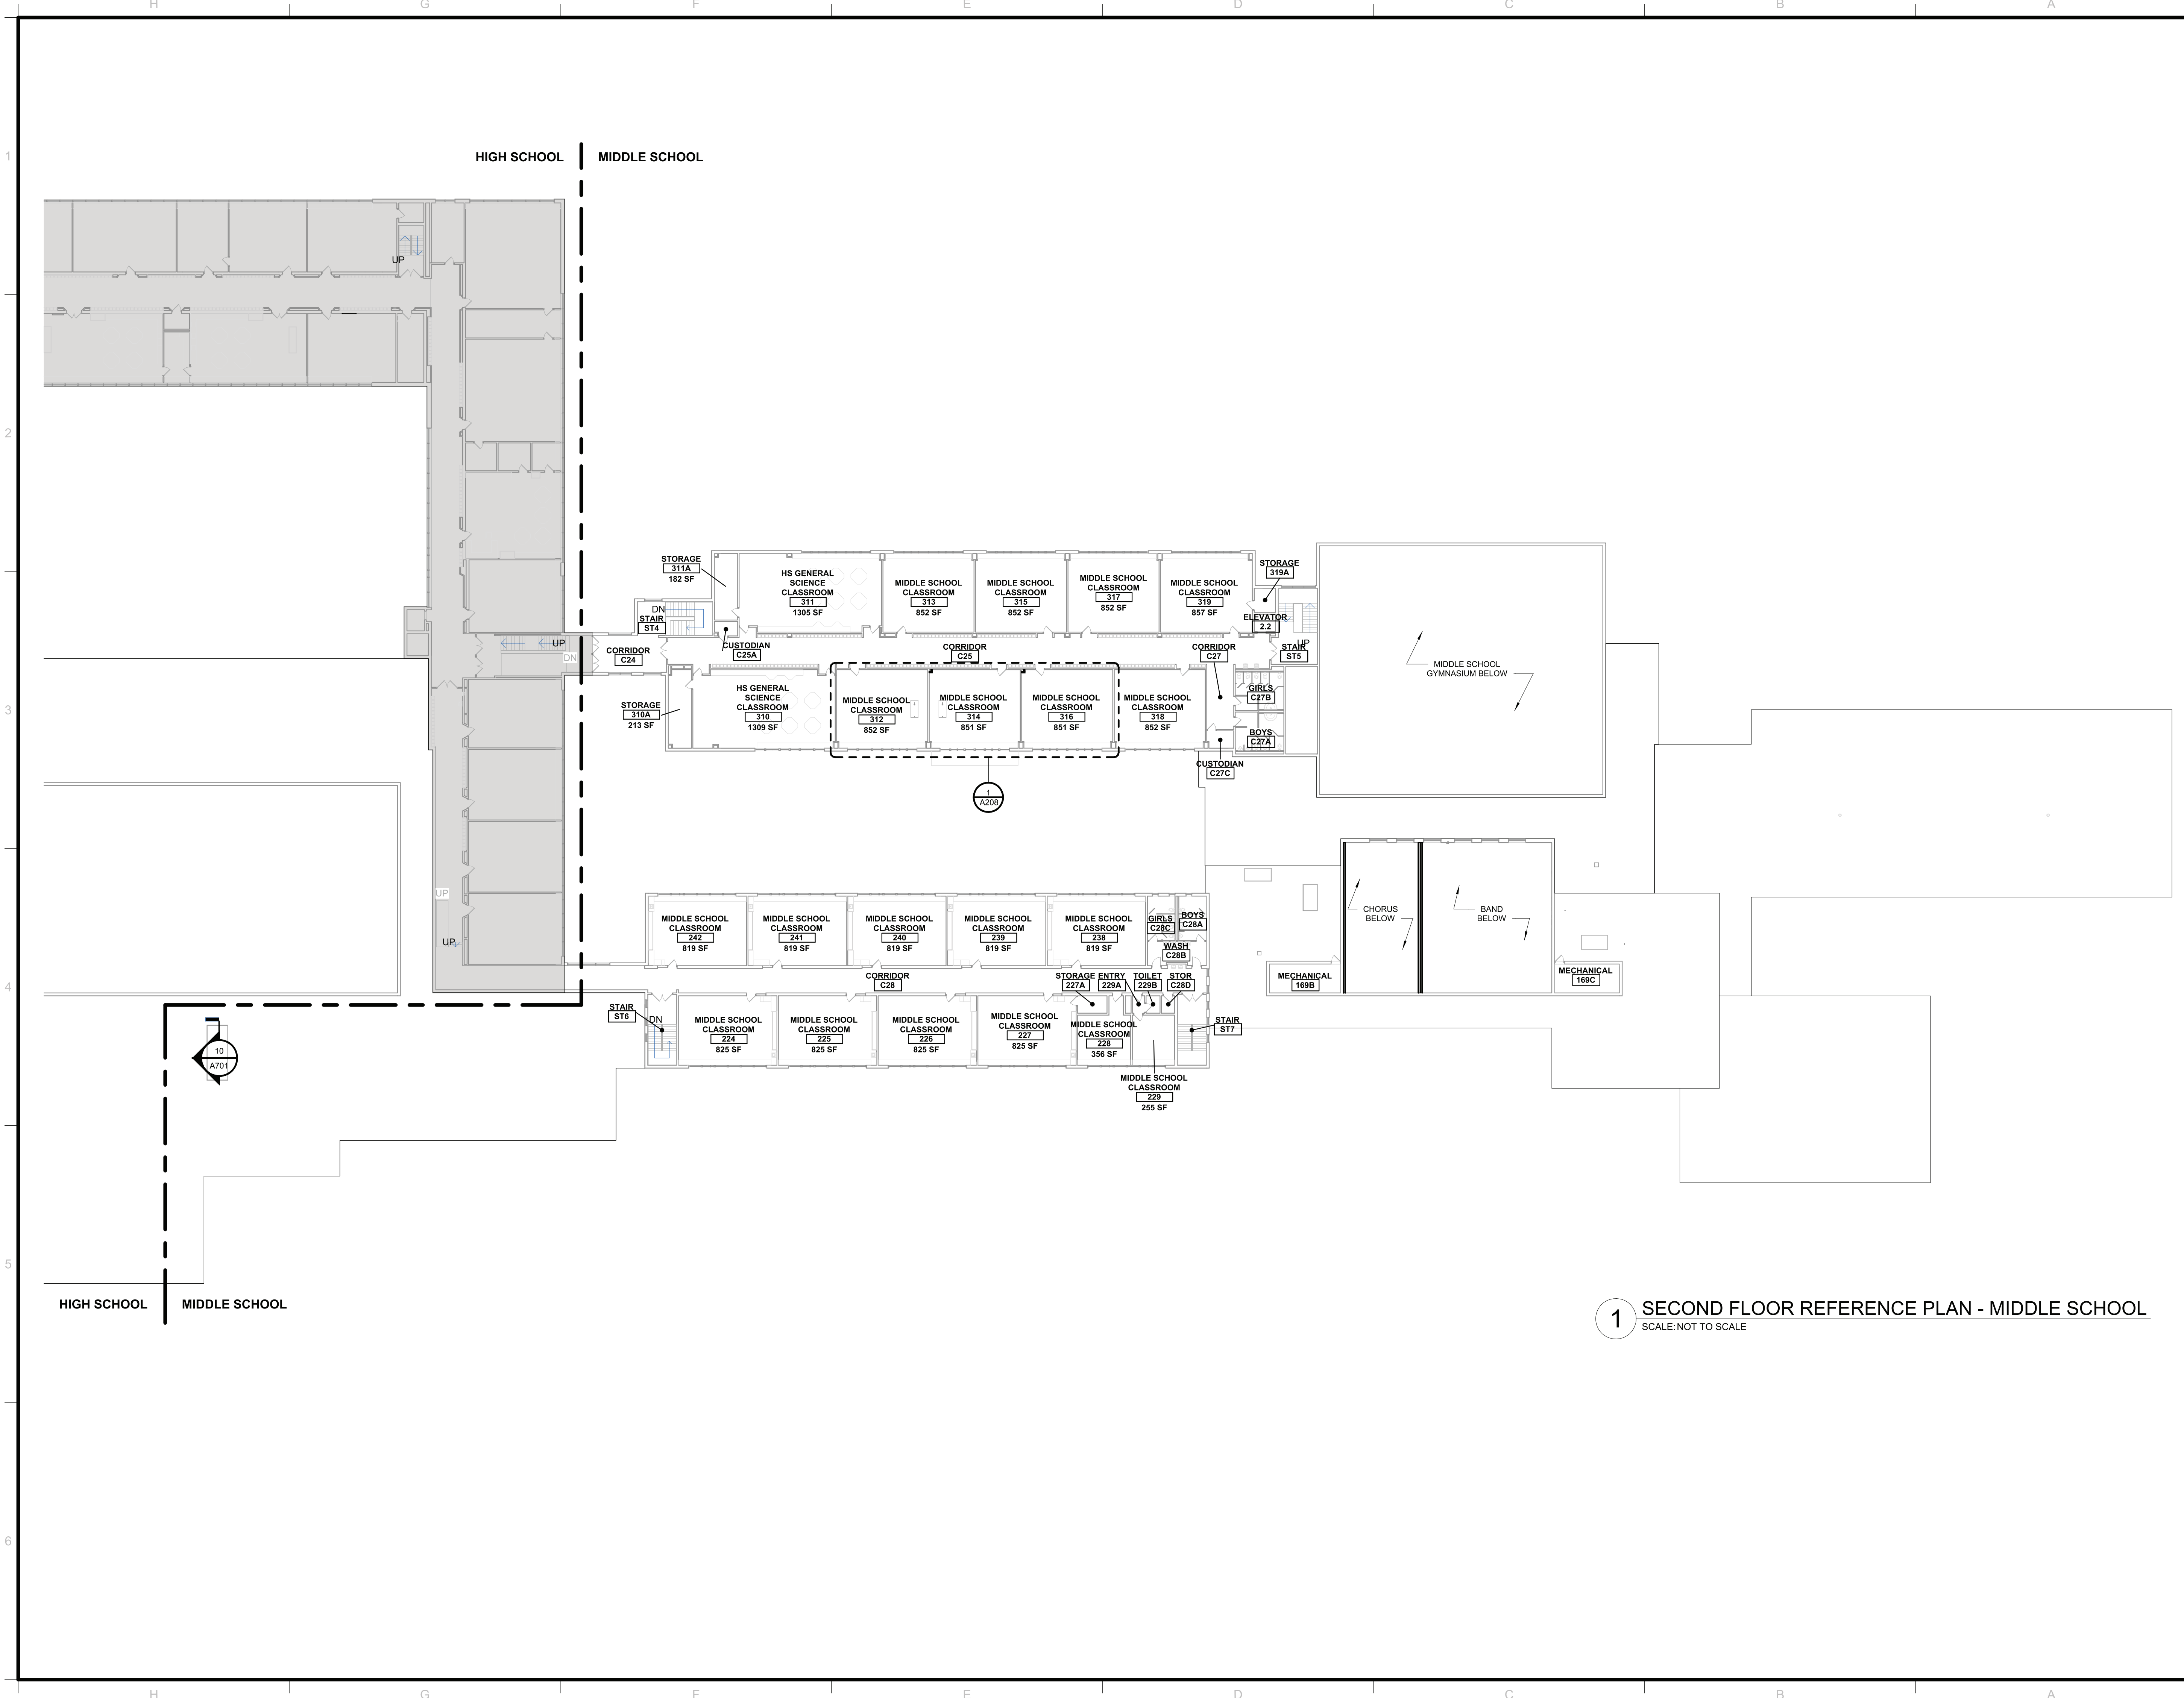 H G F E D C B A
1
HIGH SCHOOL
MIDDLE SCHOOL
UP
2
STORAGE
311A
182 SF
HS GENERAL
SCIENCE
CLASSROOM
311
1305 SF
MIDDLE SCHOOL
CLASSROOM
313
852 SF
MIDDLE SCHOOL
CLASSROOM
315
852 SF
MIDDLE SCHOOL
CLASSROOM
317
852 SF
MIDDLE SCHOOL
CLASSROOM
319
857 SF
STORAGE
319A
DN
STAIR
ST4
ELEVATOR
2.2
UP
DN
CORRIDOR
C24
CUSTODIAN
C25A
CORRIDOR
C25
CORRIDOR
C27
UP
STAIR
ST5
MIDDLE SCHOOL
GYMNASIUM BELOW
3
STORAGE
310A
213 SF
HS GENERAL
SCIENCE
CLASSROOM
310
1309 SF
MIDDLE SCHOOL
CLASSROOM
312
852 SF
MIDDLE SCHOOL
CLASSROOM
314
851 SF
MIDDLE SCHOOL
CLASSROOM
316
851 SF
MIDDLE SCHOOL
CLASSROOM
318
852 SF
GIRLS
C27B
BOYS
C27A
CUSTODIAN
C27C
1
A208
UP
UP
MIDDLE SCHOOL
CLASSROOM
242
819 SF
MIDDLE SCHOOL
CLASSROOM
241
819 SF
MIDDLE SCHOOL
CLASSROOM
240
819 SF
MIDDLE SCHOOL
CLASSROOM
239
819 SF
MIDDLE SCHOOL
CLASSROOM
238
819 SF
GIRLS
C28C
BOYS
C28A
WASH
C28B
CHORUS
BELOW
BAND
BELOW
4
CORRIDOR
C28
STORAGE
227A
ENTRY
229A
TOILET
229B
STOR
C28D
MECHANICAL
169B
MECHANICAL
169C
STAIR
ST6
DN
MIDDLE SCHOOL
CLASSROOM
224
825 SF
MIDDLE SCHOOL
CLASSROOM
225
825 SF
MIDDLE SCHOOL
CLASSROOM
226
825 SF
MIDDLE SCHOOL
CLASSROOM
227
825 SF
MIDDLE SCHOOL
CLASSROOM
228
356 SF
STAIR
ST7
MIDDLE SCHOOL
CLASSROOM
229
255 SF
10
A701
5
HIGH SCHOOL
MIDDLE SCHOOL
1
SECOND FLOOR REFERENCE PLAN - MIDDLE SCHOOL
SCALE: NOT TO SCALE
6
H G F E D C B A